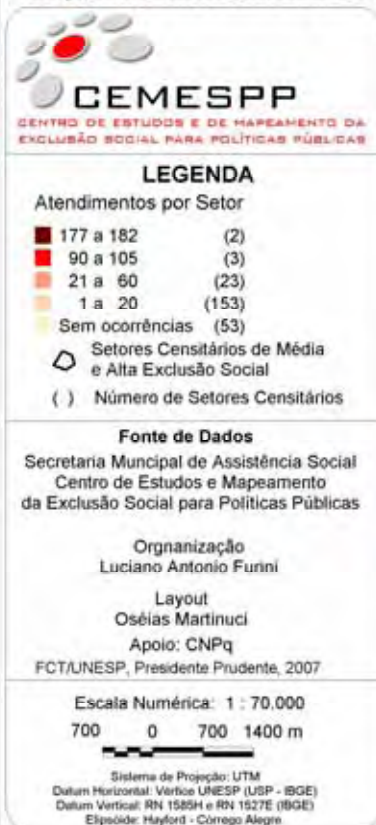 CEMESPP
CENTRO DE ESTUDOS E DE MAPEAMENTO DA
EXCLUSÃO SOCIAL PARA POLÍTICAS PÚBLICAS
LEGENDA
Atendimentos por Setor
177 a 182 (2)
90 a 105 (3)
21 a 60 (23)
1 a 20 (153)
Sem ocorrências (53)
Setores Censitários de Média
e Alta Exclusão Social
( ) Número de Setores Censitários
Fonte de Dados
Secretaria Muncipal de Assistência Social
Centro de Estudos e Mapeamento
da Exclusão Social para Políticas Públicas
Orgnanização
Luciano Antonio Furini
Layout
Oséias Martinuci
Apoio: CNPq
FCT/UNESP, Presidente Prudente, 2007
Escala Numérica: 1 : 70.000
700 0 700 1400 m
Sistema de Projeção: UTM
Datum Horizontal: Vértice UNESP (USP - IBGE)
Datum Vertical: RN 1585H e RN 1527E (IBGE)
Elipsóide: Hayford - Córrego Alegre